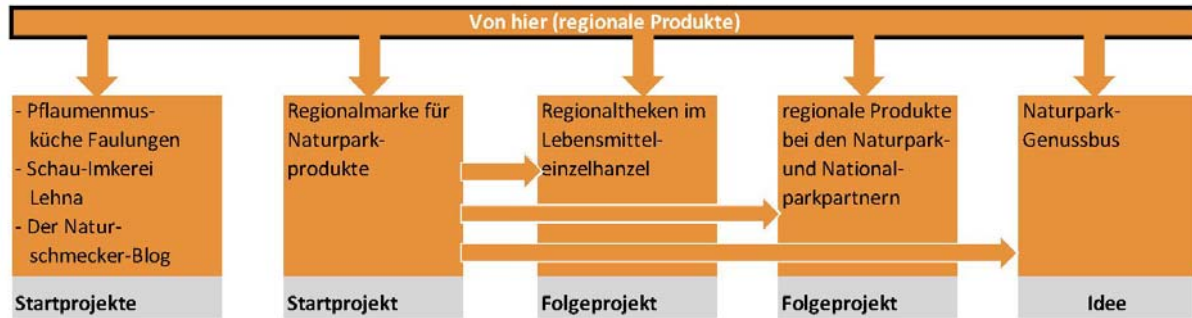 Von hier (regionale Produkte)
- Pflaumenmus-
küche Faulungen
- Schau-Imkerei
Lehna
- Der Natur-
schmecker-Blog
Startprojekte
Regionalmarke für
Naturpark-
produkte
Startprojekt
Regionaltheken im
Lebensmittel-
einzelhanzel
Folgeprojekt
regionale Produkte
bei den Naturpark-
und National-
parkpartnern
Folgeprojekt
Naturpark-
Genussbus
Idee